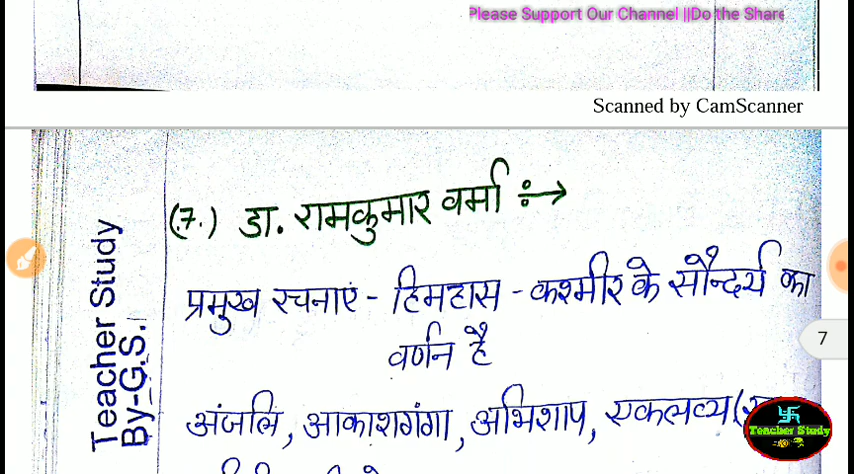 Please Support Our Channel ||Do the Share
Scanned by CamScanner
(7.) डा. रामकुमार वर्मा ÷→
प्रमुख रचनाएं - हिमहास - कश्मीर के सौन्दर्य का
वर्णन है
अंजलि, आकाशगंगा, अभिशाप, एकलव्य
Teacher Study
By-G.S.
7
Teacher Study